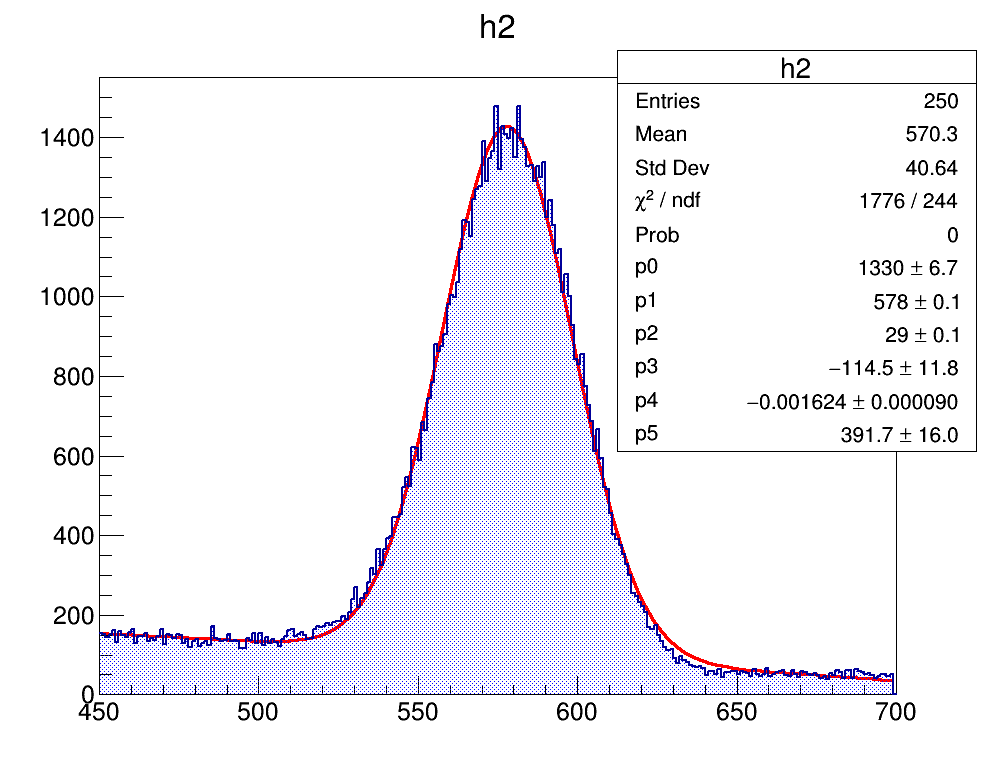 h2
h2
Entries 250
Mean 570.3
Std Dev 40.64
χ² / ndf 1776 / 244
Prob 0
p0 1330 ± 6.7
p1 578 ± 0.1
p2 29 ± 0.1
p3 −114.5 ± 11.8
p4 −0.001624 ± 0.000090
p5 391.7 ± 16.0
1400
1200
1000
800
600
400
200
0
450 500 550 600 650 700